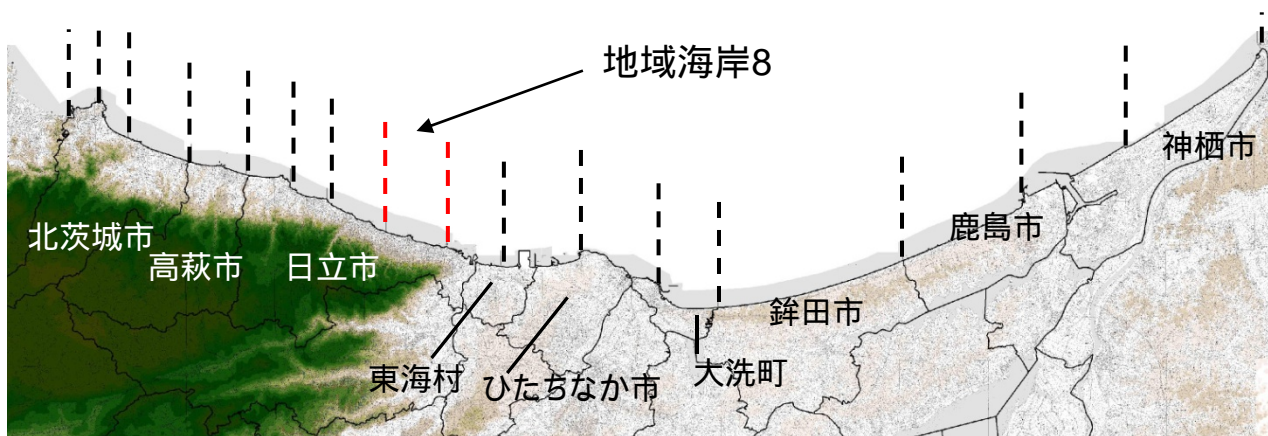 地域海岸8
神栖市
鹿島市
北茨城市
高萩市
日立市
鉾田市
東海村
ひたちなか市
大洗町